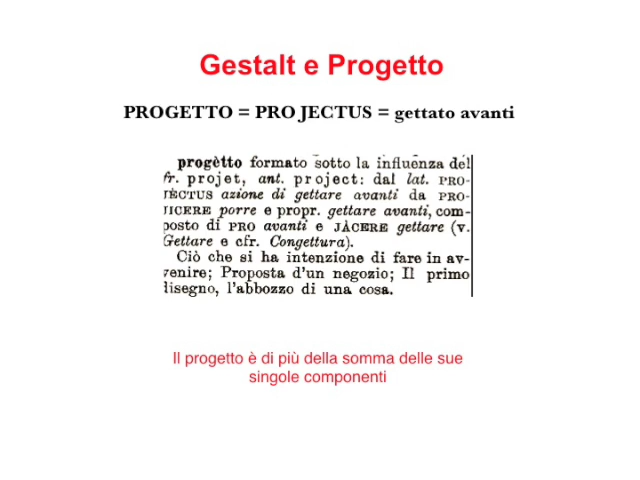 Gestalt e Progetto
PROGETTO = PRO JECTUS = gettato avanti
progètto formato sotto la influenza del
fr. projet, ant. project: dal lat. PRO-
JÈCTUS azione di gettare avanti da PRO-
JICERE porre e propr. gettare avanti, com-
posto di PRO avanti e JÀCERE gettare (v.
Gettare e cfr. Congettura).
Ciò che si ha intenzione di fare in av-
venire; Proposta d'un negozio; Il primo
disegno, l'abbozzo di una cosa.
Il progetto è di più della somma delle sue
singole componenti